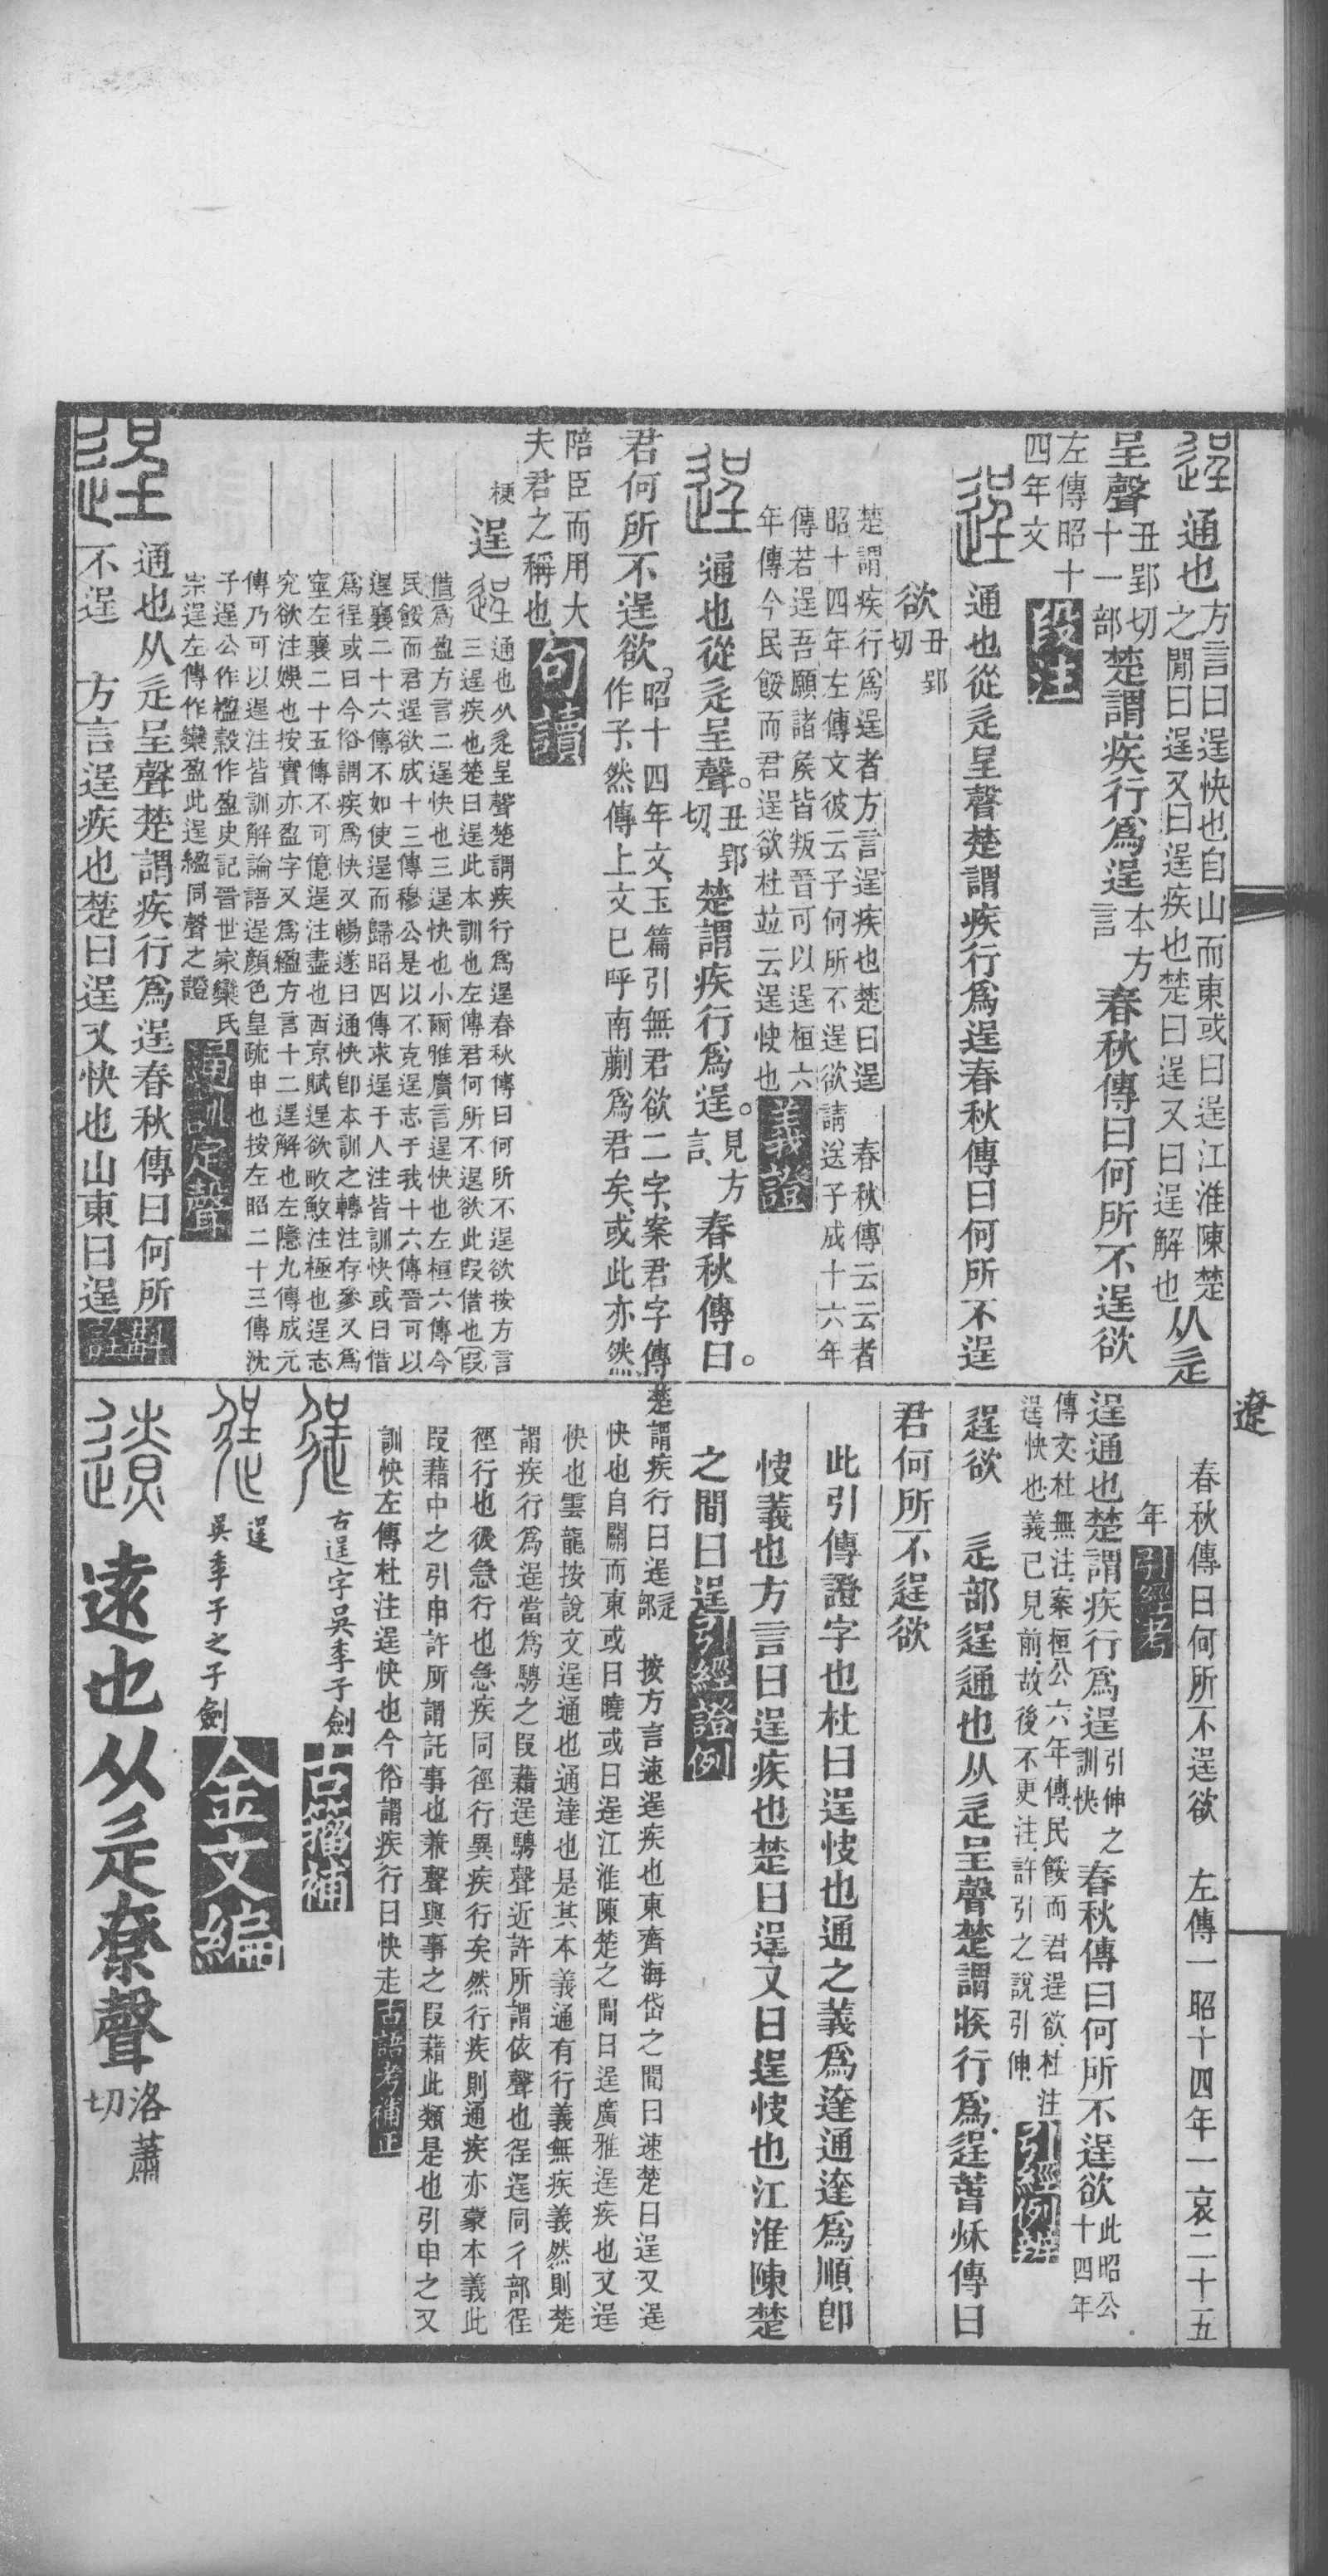 通也方言曰逞快也自山而東或曰逞江淮陳楚之閒曰逞又曰逞疾也楚曰逞又曰逞解也从辵
呈聲丑郢切十一部楚謂疾行爲逞本方言春秋傳曰何所不逞欲
左傳昭十四年文段注
通也從辵呈聲楚謂疾行爲逞春秋傳曰何所不逞
欲丑郢切
楚謂疾行爲逞者方言逞疾也楚曰逞　春秋傳云云者
昭十四年左傳文彼云子何所不逞欲請送子成十六年
傳若逞吾願諸矦皆叛晉可以逞桓六
年傳今民餒而君逞欲杜並云逞快也義證
通也從辵呈聲。丑郢切、楚謂疾行爲逞。見方言、春秋傳曰。
君何所不逞欲。昭十四年文、玉篇引無君欲二字、案君字傳作子、然傳上文已呼南蒯爲君矣、或此亦然、
陪臣而用大夫君之稱也、句讀
梗
逞　通也从辵呈聲楚謂疾行爲逞春秋傳曰何所不逞欲按方言
三逞疾也楚曰逞此本訓也左傳君何所不逞欲此叚借也〔叚
借〕爲盈方言二逞快也三逞快也小爾雅廣言逞快也左桓六傳今
民餒而君逞欲成十三傳穆公是以不克逞志于我十六傳晉可以
逞襄二十六傳不如使逞而歸昭四傳求逞于人注皆訓快或曰借
爲徎或曰今俗謂疾爲快又暢遂曰通快卽本訓之轉注存參又爲
窒左襄二十五傳不可億逞注盡也西京賦逞欲畋䱷注極也逞志
究欲注娛也按實亦盈字又爲縕方言十二逞解也左隱九傳成元
傳乃可以逞注皆訓解論語逞顏色皇疏申也按左昭二十三傳沈
子逞公作楹穀作盈史記晉世家欒氏
宗逞左傳作欒盈此逞縕同聲之證通訓定聲
通也从辵呈聲楚謂疾行爲逞春秋傳曰何所
不逞　方言逞疾也楚曰逞又快也山東曰逞斠詮
春秋傳曰何所不逞欲　左傳一昭十四年一哀二十五
年引經考
逞通也楚謂疾行爲逞引伸之訓快、春秋傳曰何所不逞欲此昭公十四年
傳文、杜無注、案桓公六年傳、民餒而君逞欲、杜注
逞、快也、義已見前、故後不更注、許引之說引伸、引經例辨
逞欲　辵部逞通也从辵呈聲楚謂疾行爲逞萅秌傳曰
君何所不逞欲
此引傳證字也杜曰逞快也通之義爲達通達爲順卽
快義也方言曰逞疾也楚曰逞又曰逞快也江淮陳楚
之間曰逞引經證例
楚謂疾行曰逞辵部　按方言速逞疾也東齊海岱之間曰速楚曰逞又逞
快也自關而東或曰曉或曰逞江淮陳楚之閒曰逞廣雅逞疾也又逞
快也雲龍按說文逞通也通達也是其本義通有行義無疾義然則楚
謂疾行爲逞當爲騁之叚藉逞騁聲近許所謂依聲也徎逞同彳部徎
徑行也㣪急行也急疾同徑行異疾行矣然行疾則通疾亦蒙本義此
叚藉中之引申許所謂託事也兼聲與事之叚藉此類是也引申之又
訓快左傳杜注逞快也今俗謂疾行曰快走古語考補正
古逞字吳季子劍古籀補
逞
吳季子之子劍金文編
遠也从辵尞聲洛蕭切
遼